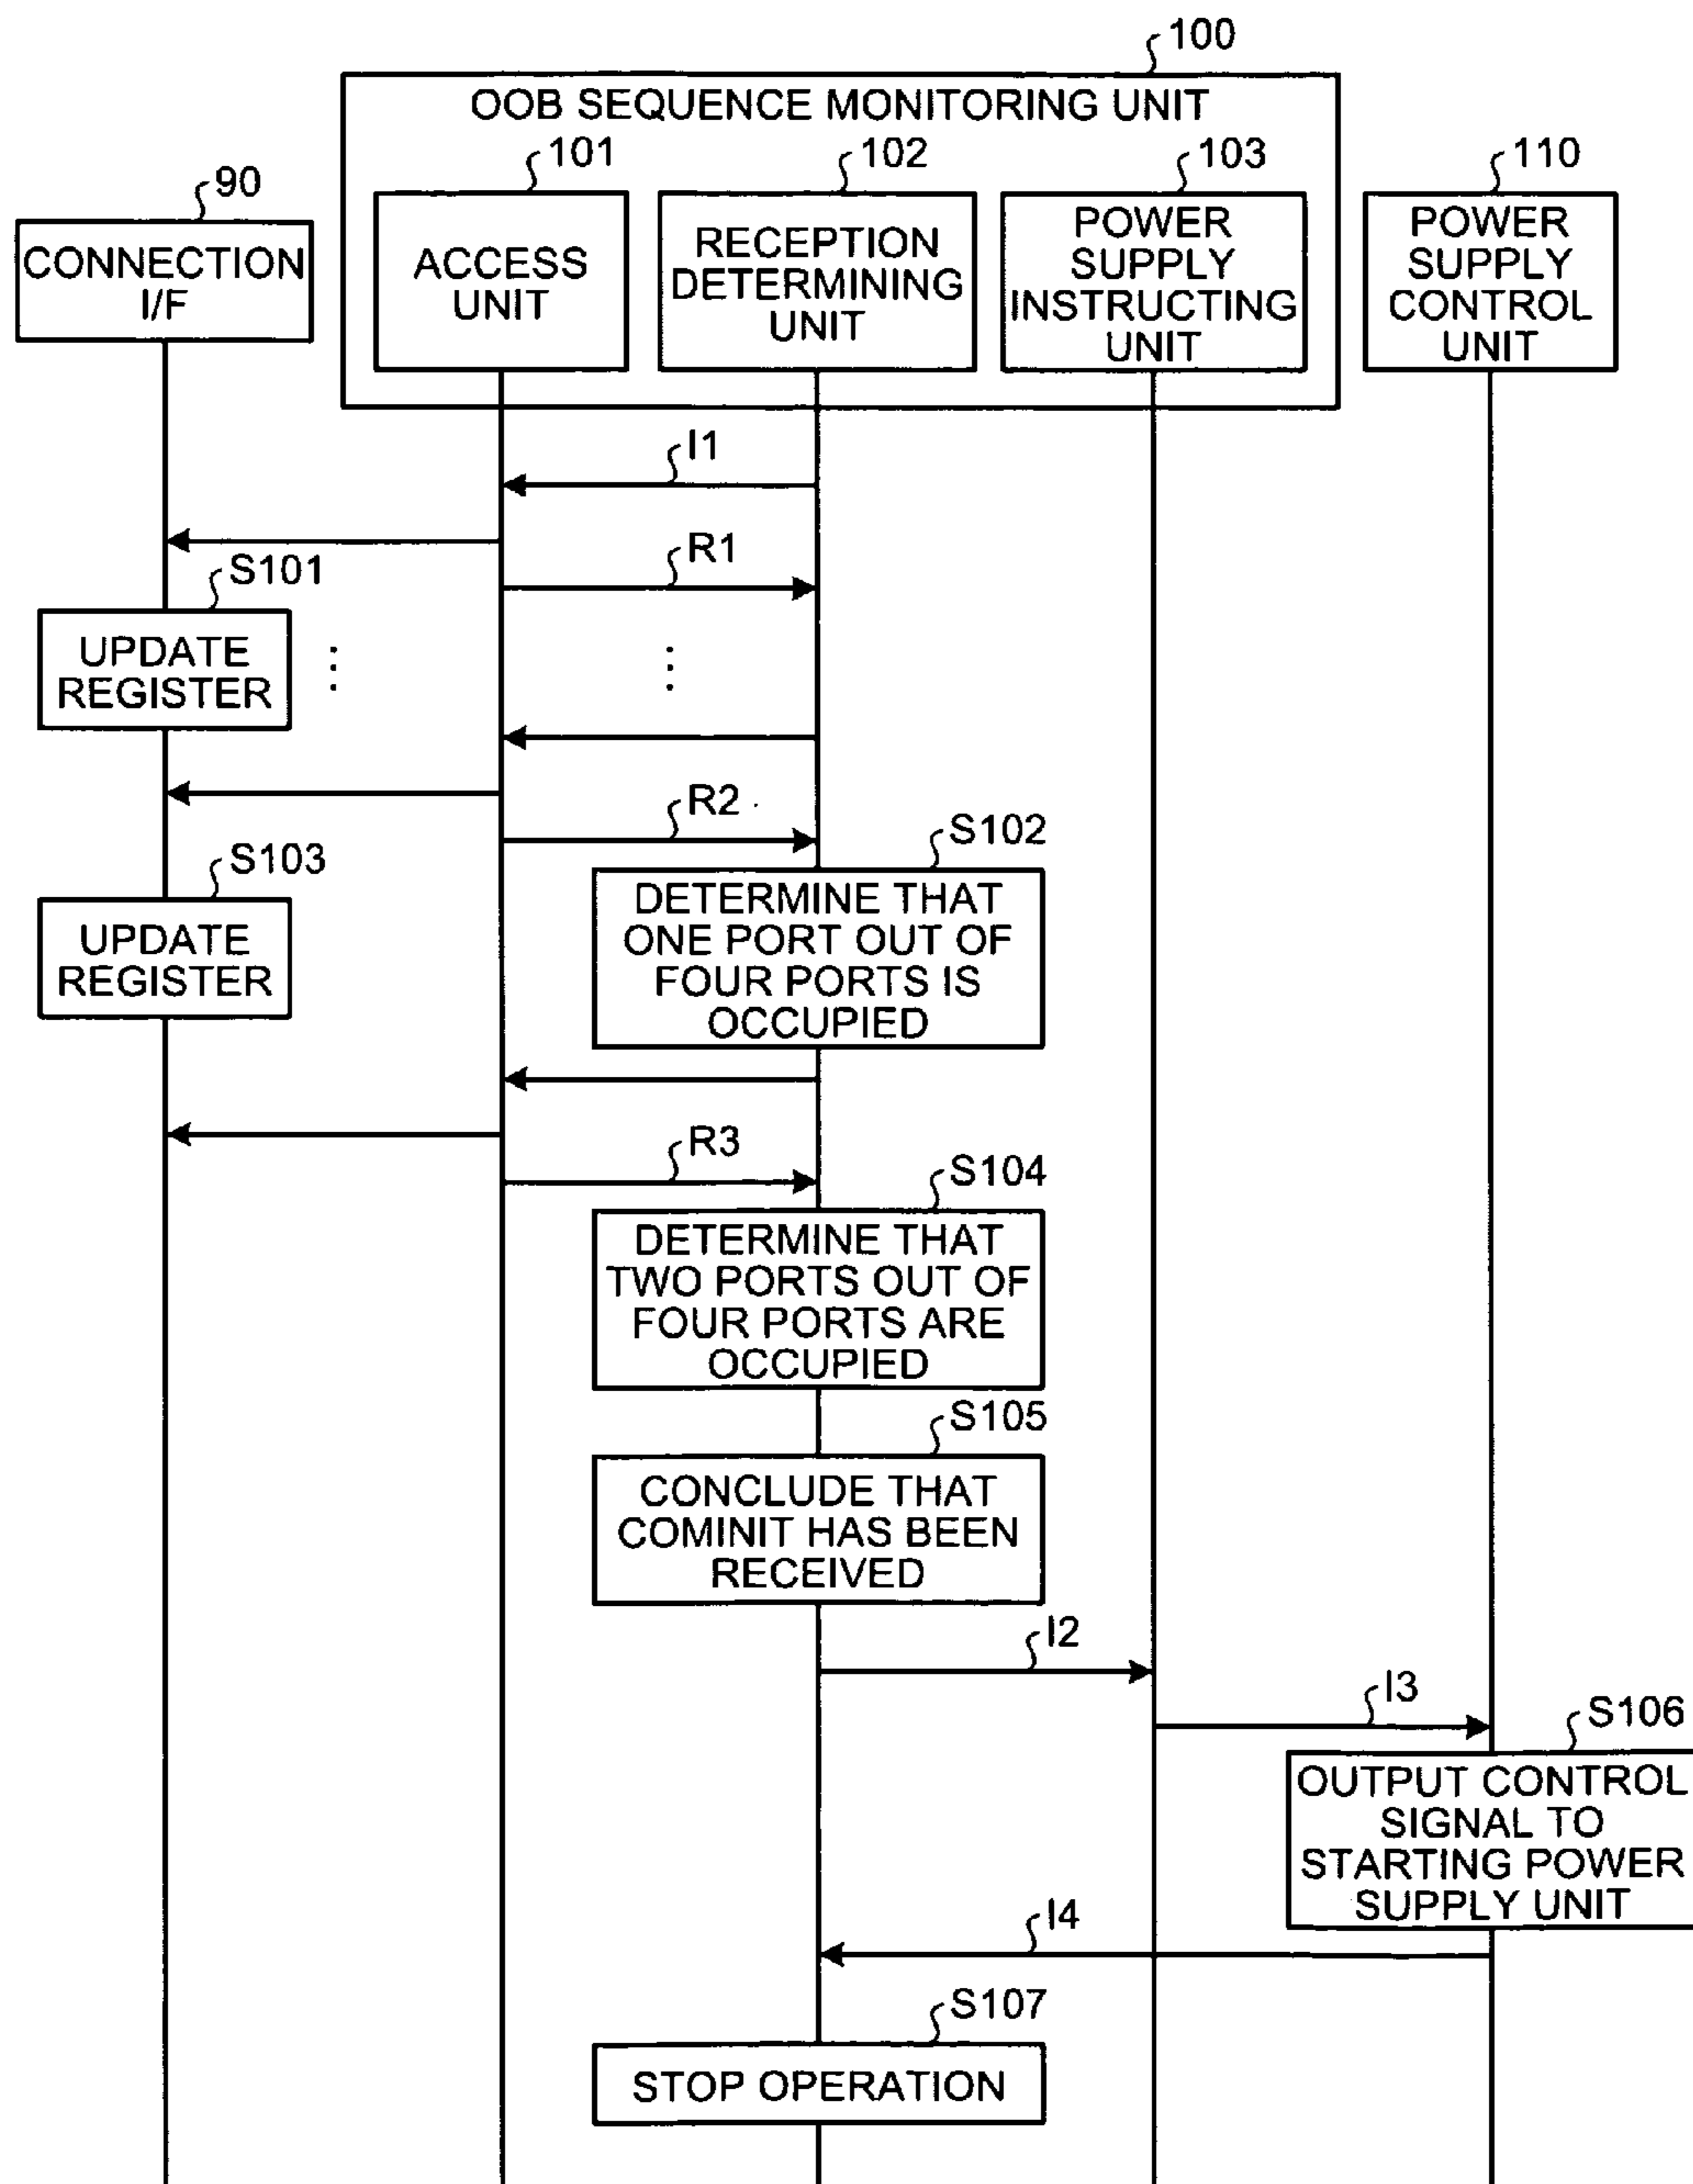 100
OOB SEQUENCE MONITORING UNIT
101
102
103
110
90
CONNECTION
I/F
ACCESS
UNIT
RECEPTION
DETERMINING
UNIT
POWER
SUPPLY
INSTRUCTING
UNIT
POWER
SUPPLY
CONTROL
UNIT
I1
R1
S101
UPDATE
REGISTER
R2
S102
DETERMINE THAT
ONE PORT OUT OF
FOUR PORTS IS
OCCUPIED
S103
UPDATE
REGISTER
R3
S104
DETERMINE THAT
TWO PORTS OUT OF
FOUR PORTS ARE
OCCUPIED
S105
CONCLUDE THAT
COMINIT HAS BEEN
RECEIVED
I2
I3
S106
OUTPUT CONTROL
SIGNAL TO
STARTING POWER
SUPPLY UNIT
I4
S107
STOP OPERATION